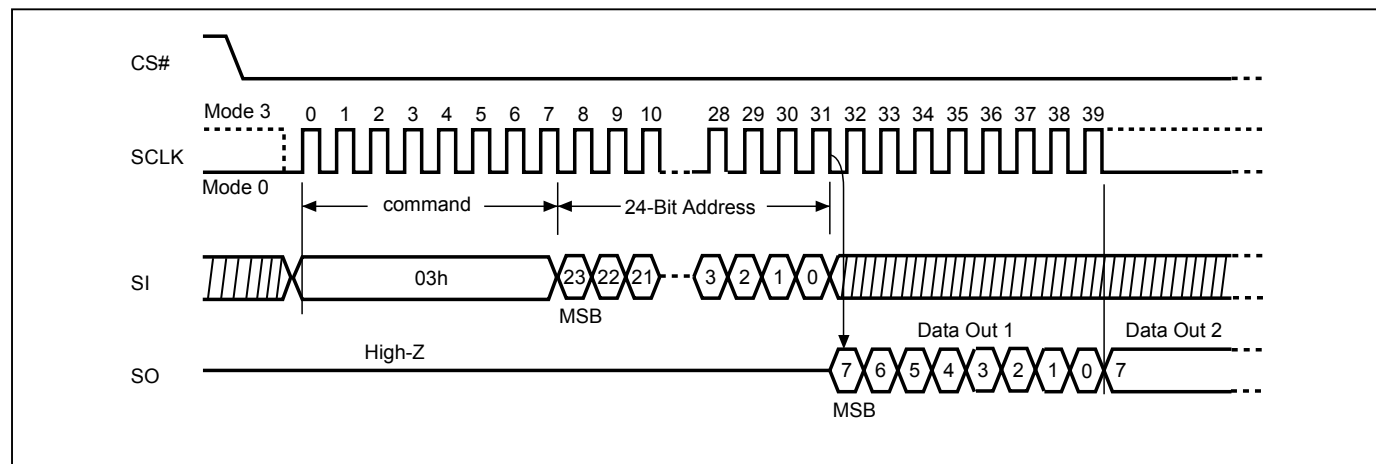 CS#
Mode 3
0 1 2 3 4 5 6 7 8 9 10 28 29 30 31 32 33 34 35 36 37 38 39
SCLK
Mode 0
command
24-Bit Address
SI
03h
23 22 21 3 2 1 0
MSB
Data Out 1
Data Out 2
High-Z
SO
7 6 5 4 3 2 1 0 7
MSB